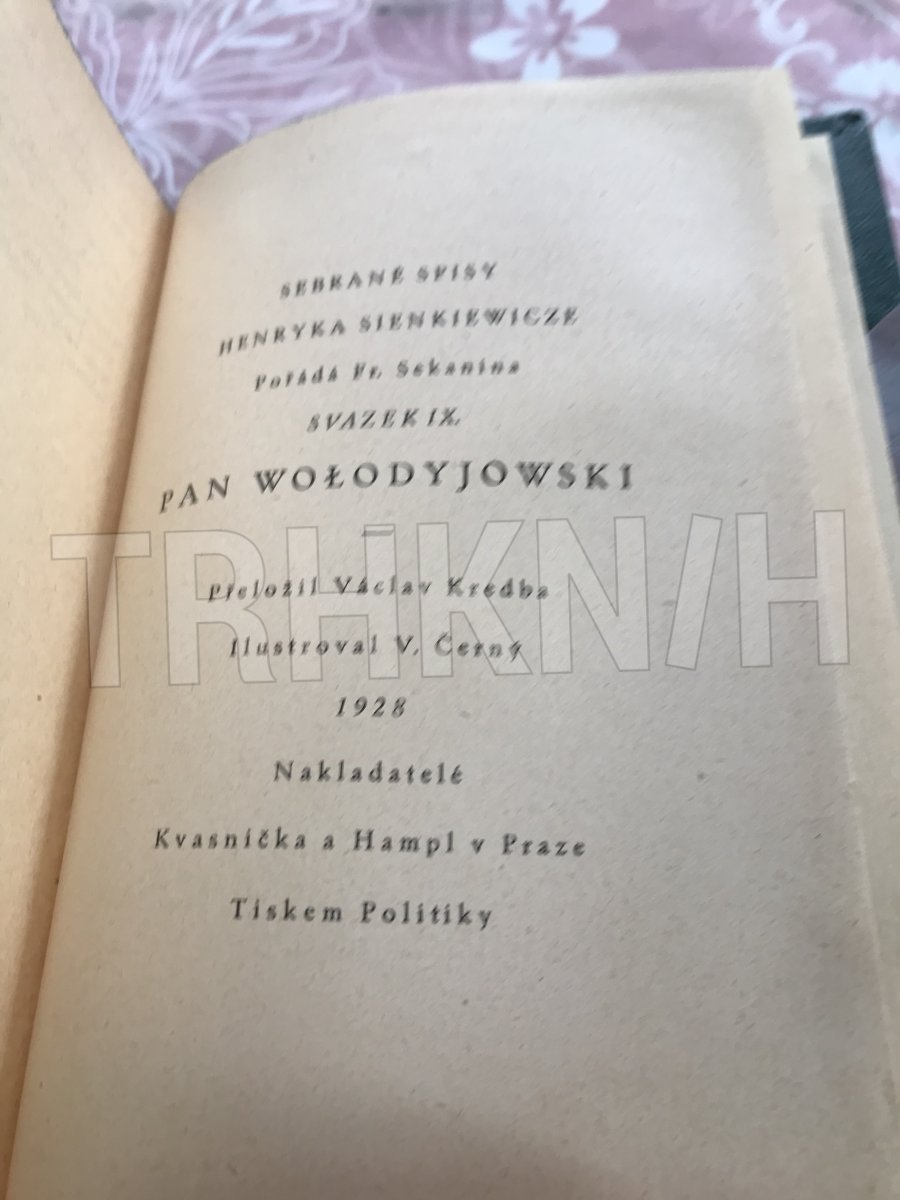 SEBRANÉ SPISY
HENRYKA SIENKIEWICZE
Pořádá Fr. Sekanina
SVAZEK IX.
PAN WOŁODYJOWSKI
Přeložil Václav Kredba
Ilustroval V. Černý
1928
Nakladatelé
Kvasnička a Hampl v Praze
Tiskem Politiky
TRHKN/H